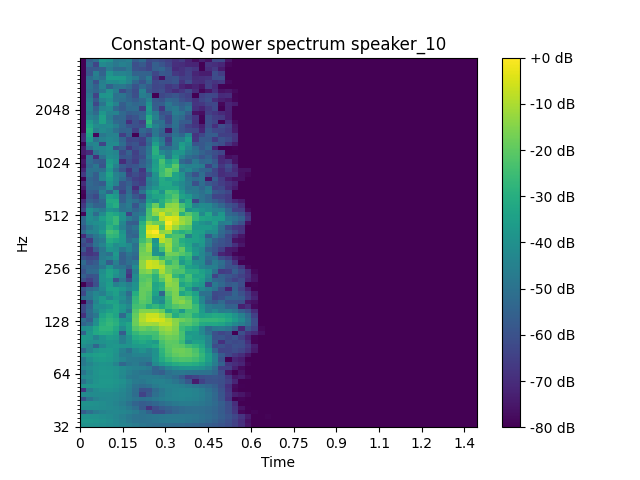 Constant-Q power spectrum speaker_10
Hz
2048
1024
512
256
128
64
32
0 0.15 0.3 0.45 0.6 0.75 0.9 1.1 1.2 1.4
Time
+0 dB
-10 dB
-20 dB
-30 dB
-40 dB
-50 dB
-60 dB
-70 dB
-80 dB